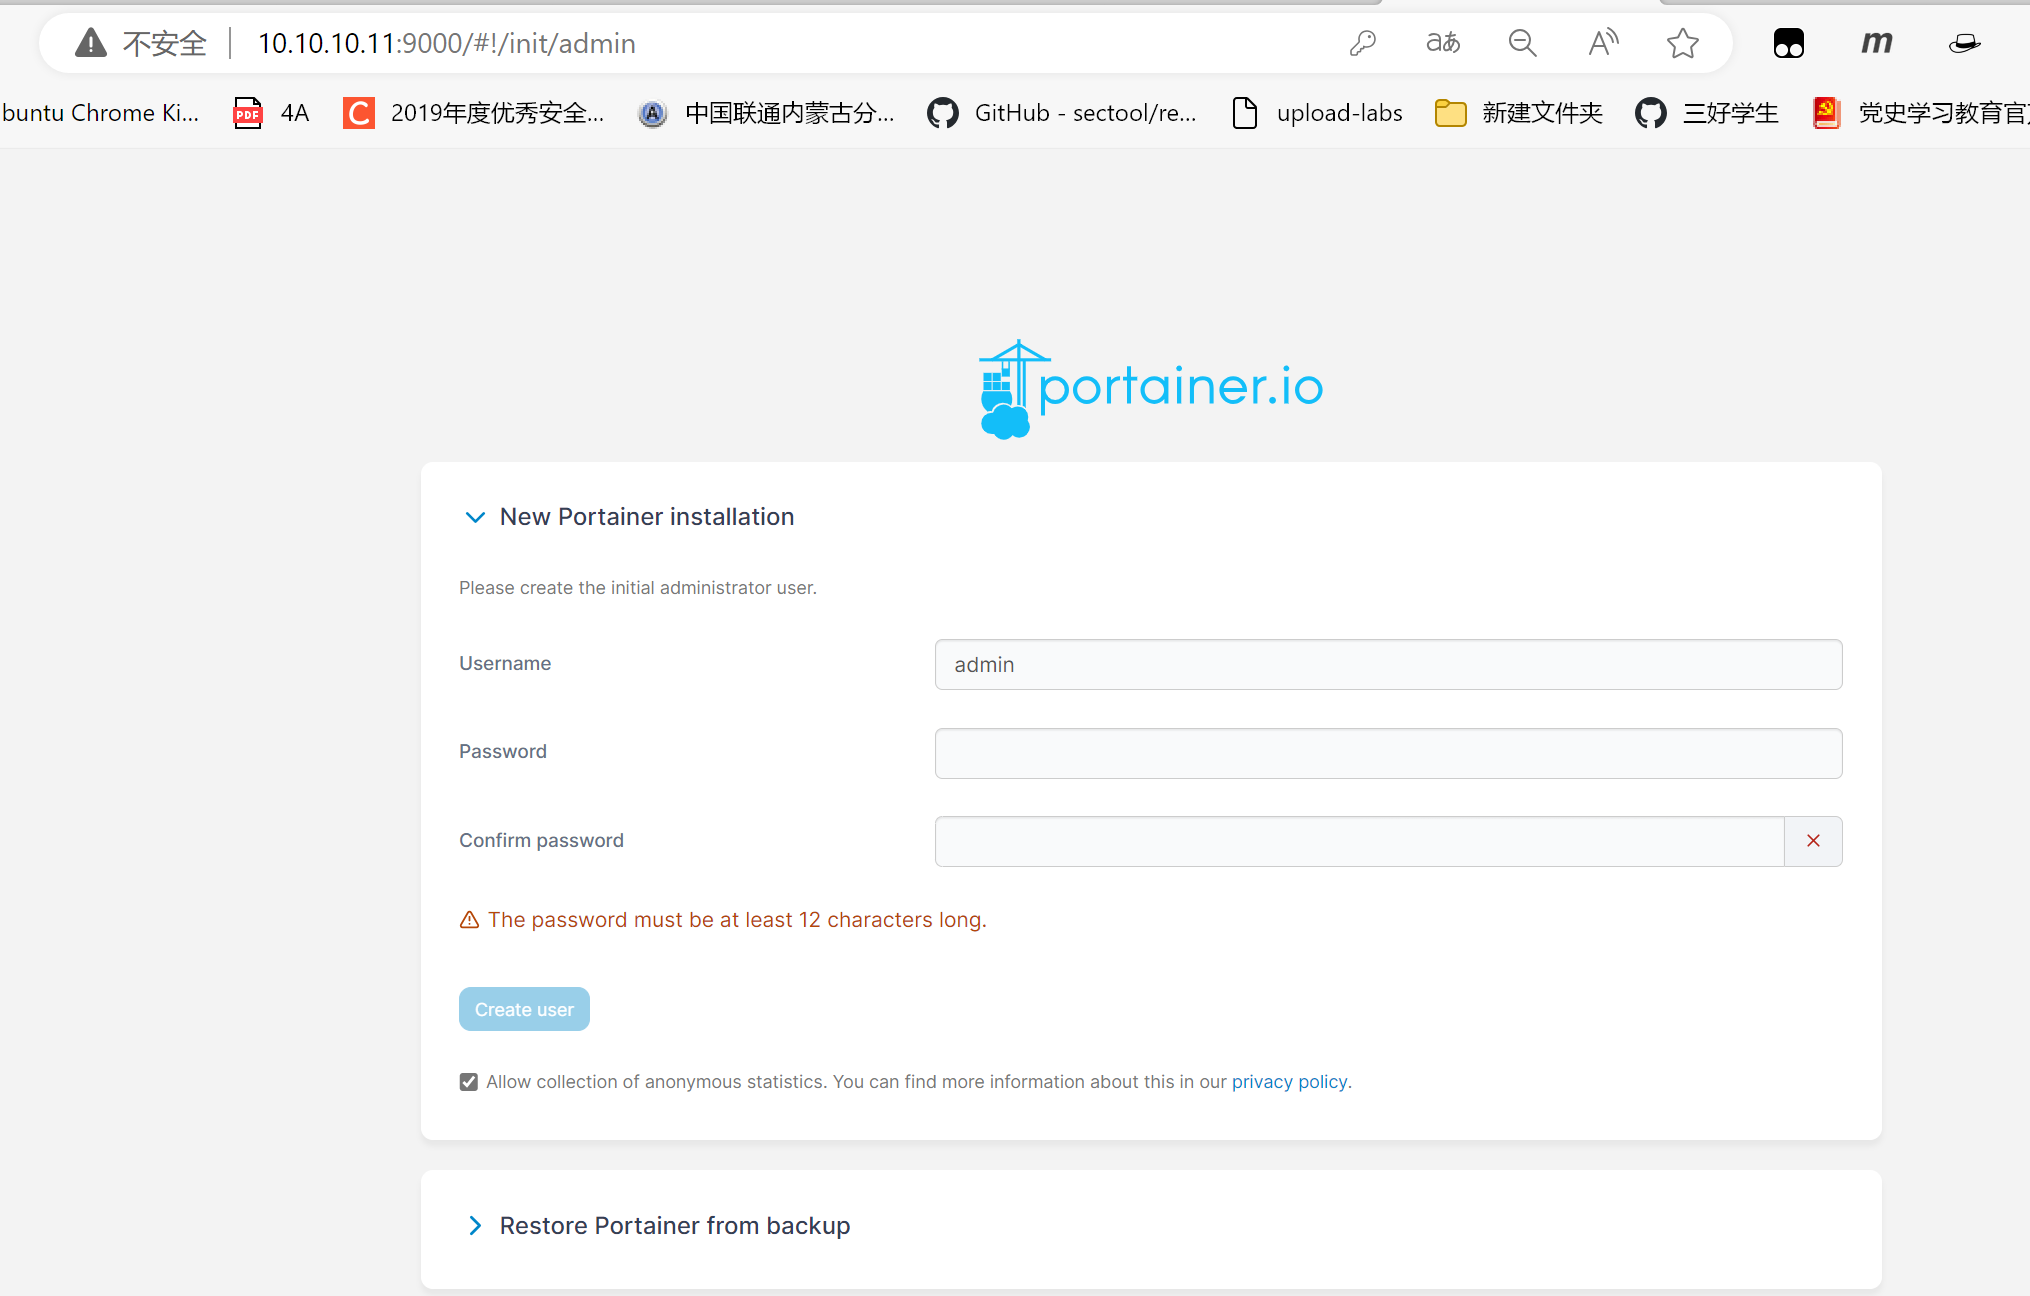 不安全 10.10.10.11:9000/#!/init/admin aあ A m
buntu Chrome Ki... PDF 4A C 2019年度优秀安全... 中国联通内蒙古分... GitHub - sectool/re... upload-labs 新建文件夹 三好学生 党史学习教育官
portainer.io
New Portainer installation
Please create the initial administrator user.
Username admin
Password
Confirm password
The password must be at least 12 characters long.
Create user
Allow collection of anonymous statistics. You can find more information about this in our privacy policy.
Restore Portainer from backup